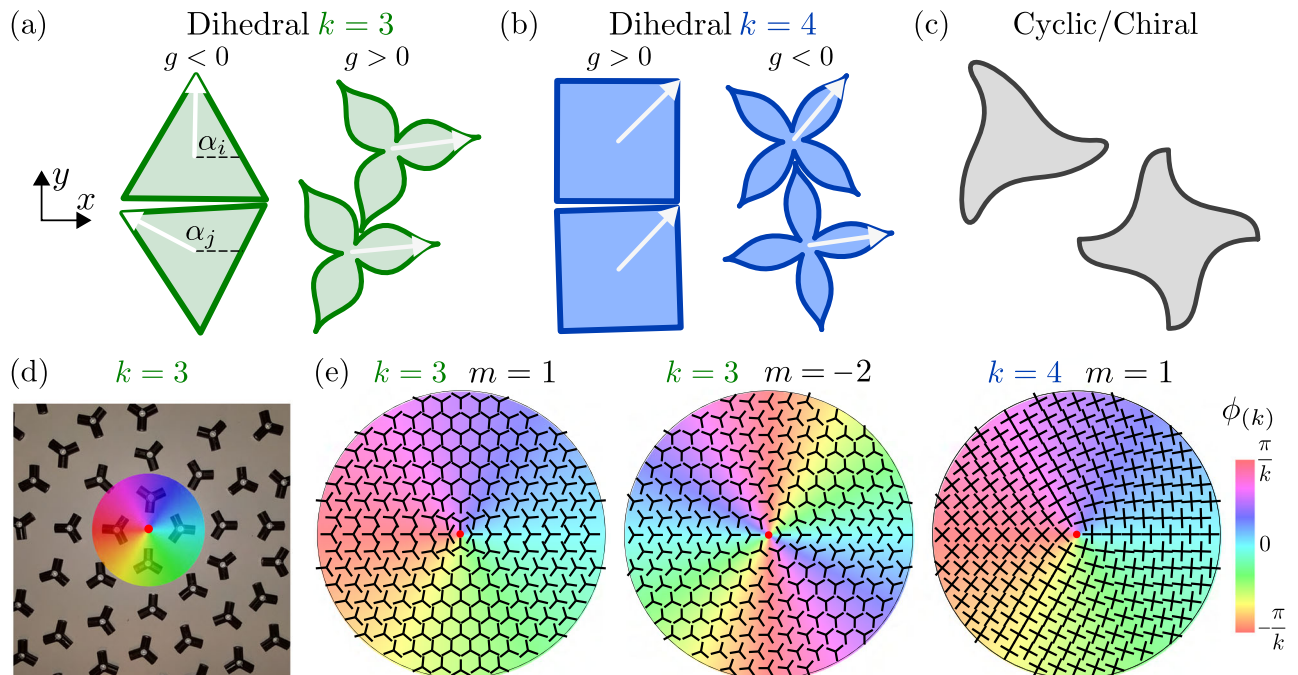 (a) Dihedral k = 3 (b) Dihedral k = 4 (c) Cyclic/Chiral
g < 0 g > 0 g > 0 g < 0
α_i
y
x
α_j
(d) k = 3 (e) k = 3 m = 1 k = 3 m = −2 k = 4 m = 1
ϕ_(k)
π/k
0
−π/k